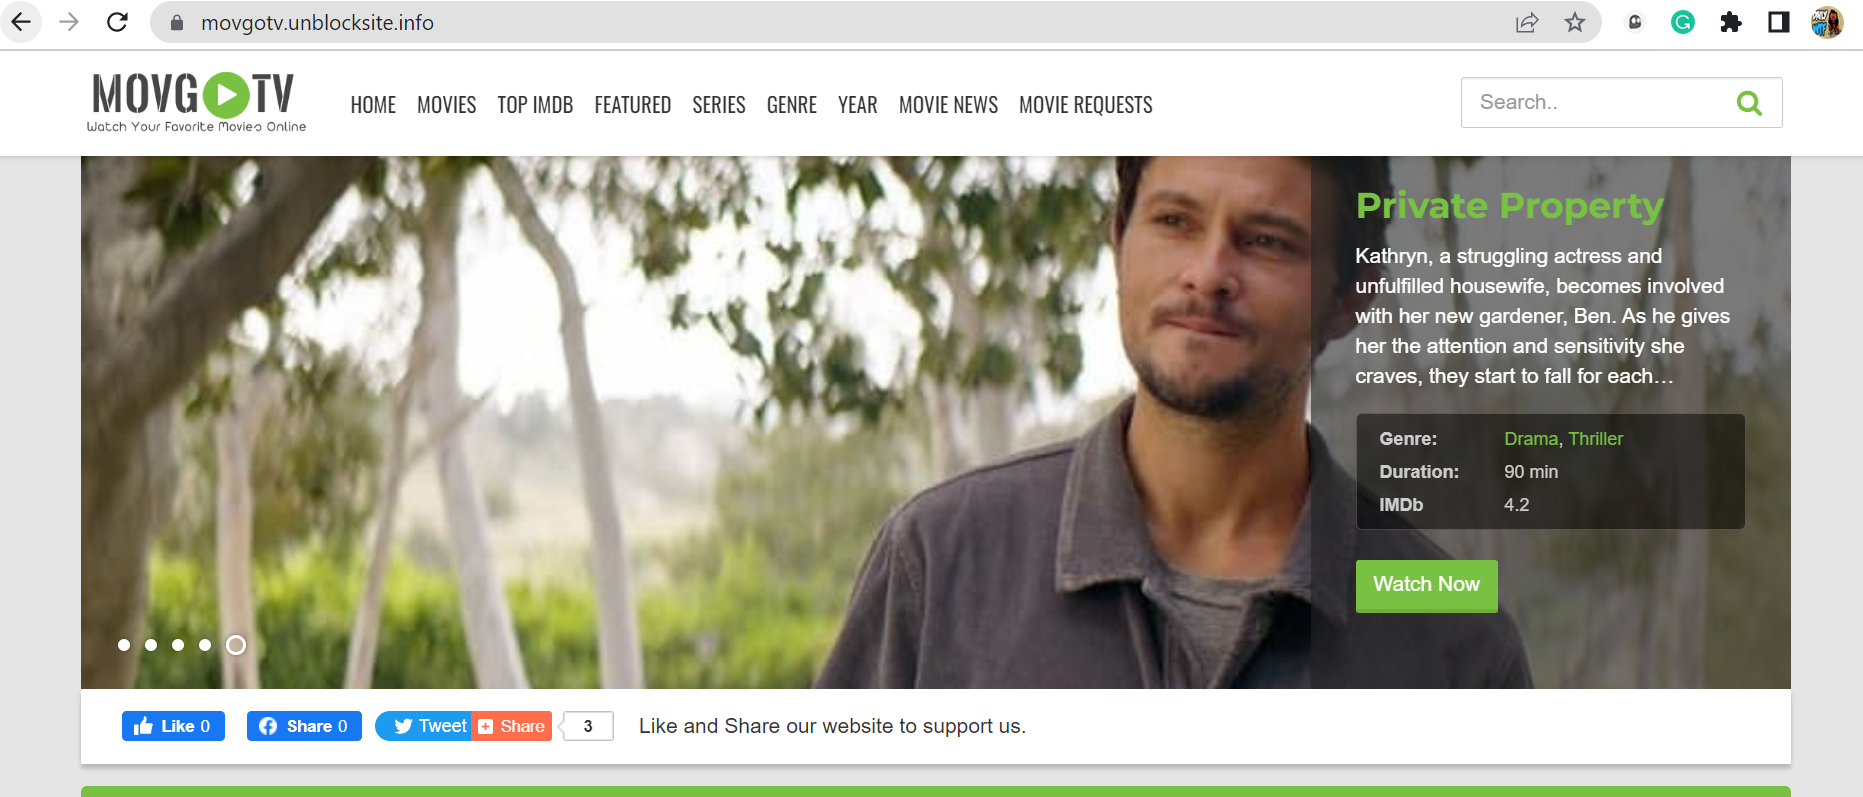 movgotv.unblocksite.info
MOVGOTV
Watch Your Favorite Movies Online
HOME MOVIES TOP IMDB FEATURED SERIES GENRE YEAR MOVIE NEWS MOVIE REQUESTS
Search..
Private Property
Kathryn, a struggling actress and
unfulfilled housewife, becomes involved
with her new gardener, Ben. As he gives
her the attention and sensitivity she
craves, they start to fall for each…
Genre: Drama, Thriller
Duration: 90 min
IMDb 4.2
Watch Now
Like 0 Share 0 Tweet Share 3 Like and Share our website to support us.